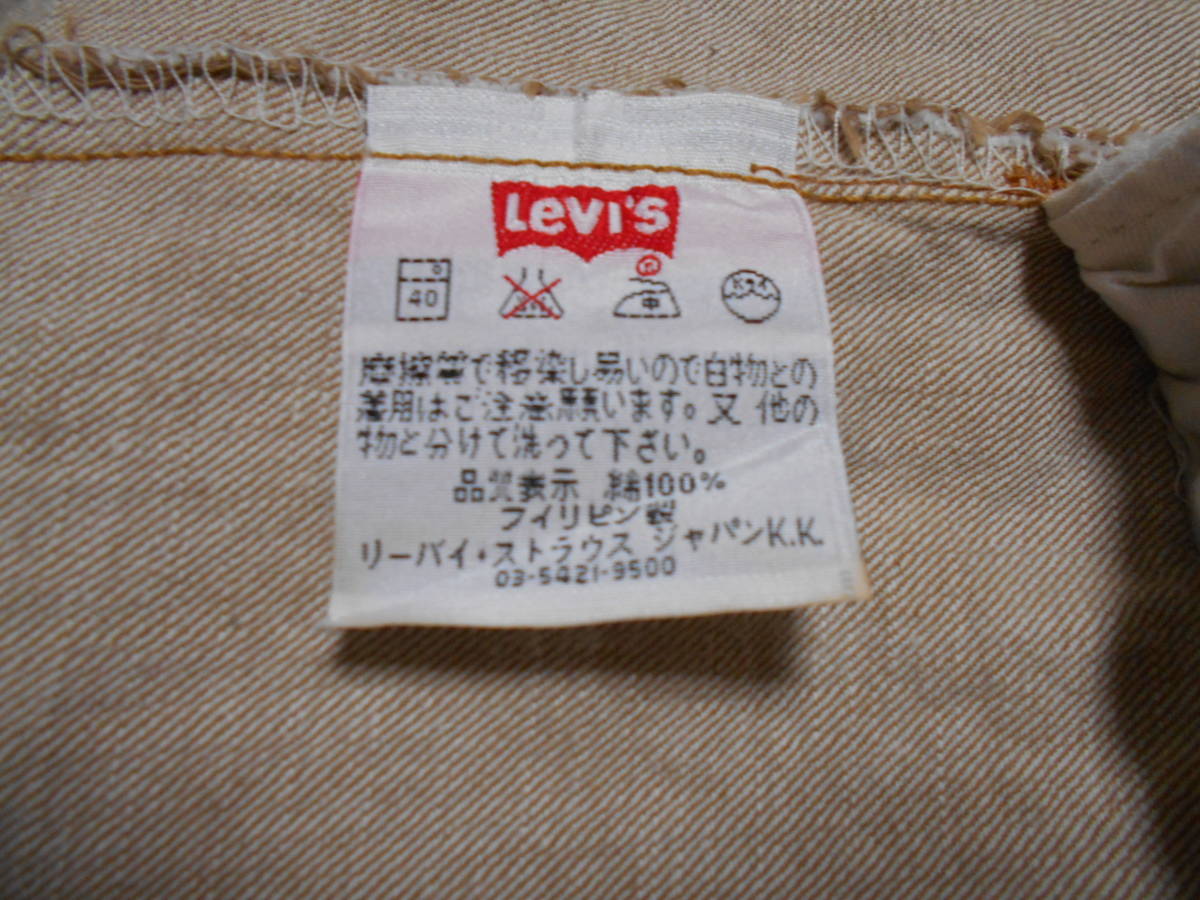 Levi's
®
40
中
摩擦等で移染し易いので白物との
着用はご注意願います。又 他の
物と分けて洗って下さい。
品質表示 綿100%
フィリピン製
リーバイ・ストラウス ジャパンK.K.
03-5421-9500